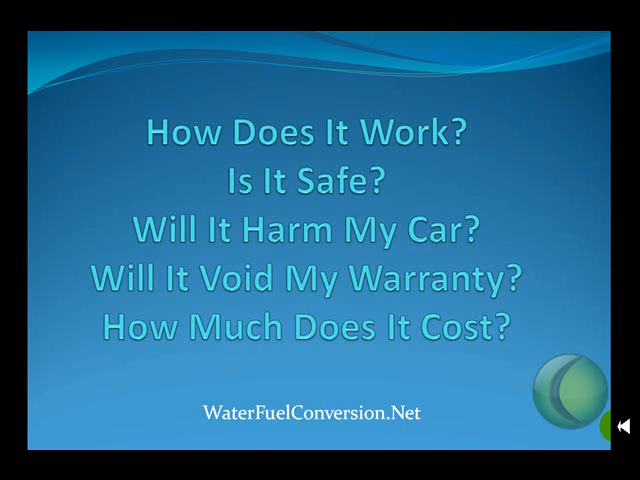 How Does It Work?
Is It Safe?
Will It Harm My Car?
Will It Void My Warranty?
How Much Does It Cost?
WaterFuelConversion.Net